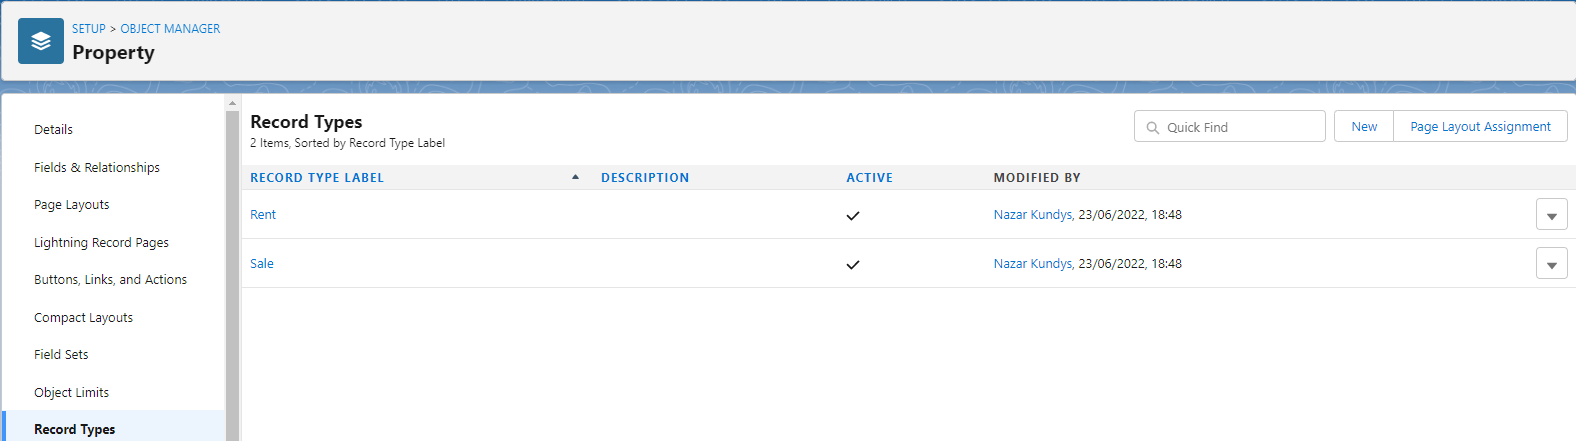 SETUP > OBJECT MANAGER
Property
Details
Fields & Relationships
Page Layouts
Lightning Record Pages
Buttons, Links, and Actions
Compact Layouts
Field Sets
Object Limits
Record Types
Record Types
2 Items, Sorted by Record Type Label
Quick Find
New
Page Layout Assignment
RECORD TYPE LABEL DESCRIPTION ACTIVE MODIFIED BY
Rent Nazar Kundys, 23/06/2022, 18:48
Sale Nazar Kundys, 23/06/2022, 18:48